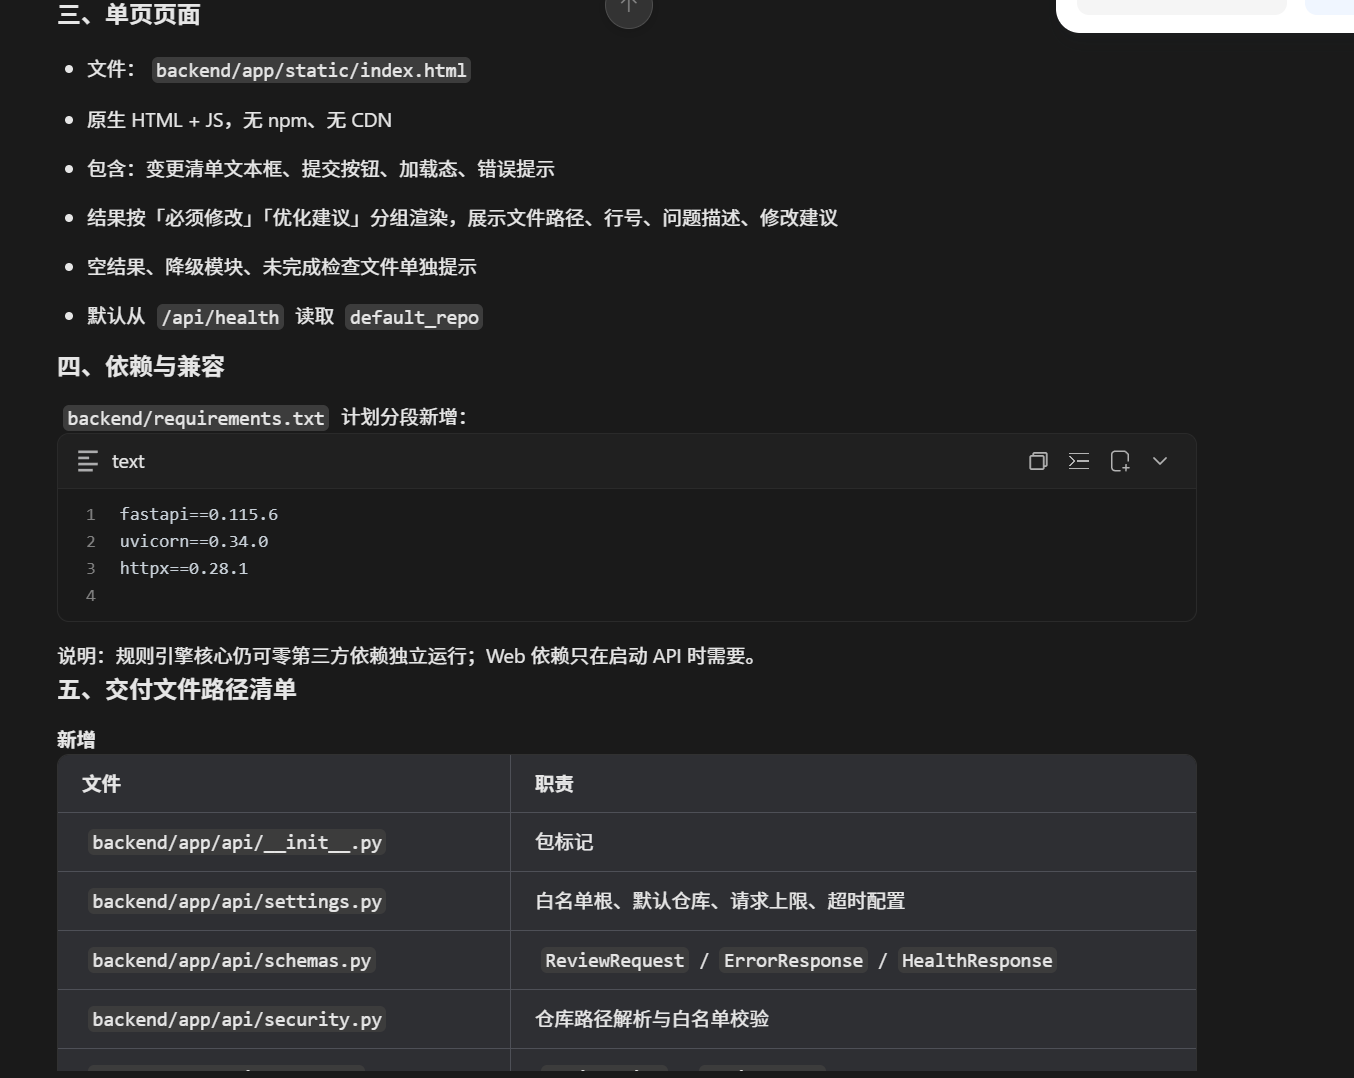 三、单页页面
文件： backend/app/static/index.html
原生 HTML + JS，无 npm、无 CDN
包含：变更清单文本框、提交按钮、加载态、错误提示
结果按「必须修改」「优化建议」分组渲染，展示文件路径、行号、问题描述、修改建议
空结果、降级模块、未完成检查文件单独提示
默认从 /api/health 读取 default_repo
四、依赖与兼容
backend/requirements.txt 计划分段新增：
text
1 fastapi==0.115.6
2 uvicorn==0.34.0
3 httpx==0.28.1
4
说明：规则引擎核心仍可零第三方依赖独立运行；Web 依赖只在启动 API 时需要。
五、交付文件路径清单
新增
文件 职责
backend/app/api/__init__.py 包标记
backend/app/api/settings.py 白名单根、默认仓库、请求上限、超时配置
backend/app/api/schemas.py ReviewRequest / ErrorResponse / HealthResponse
backend/app/api/security.py 仓库路径解析与白名单校验